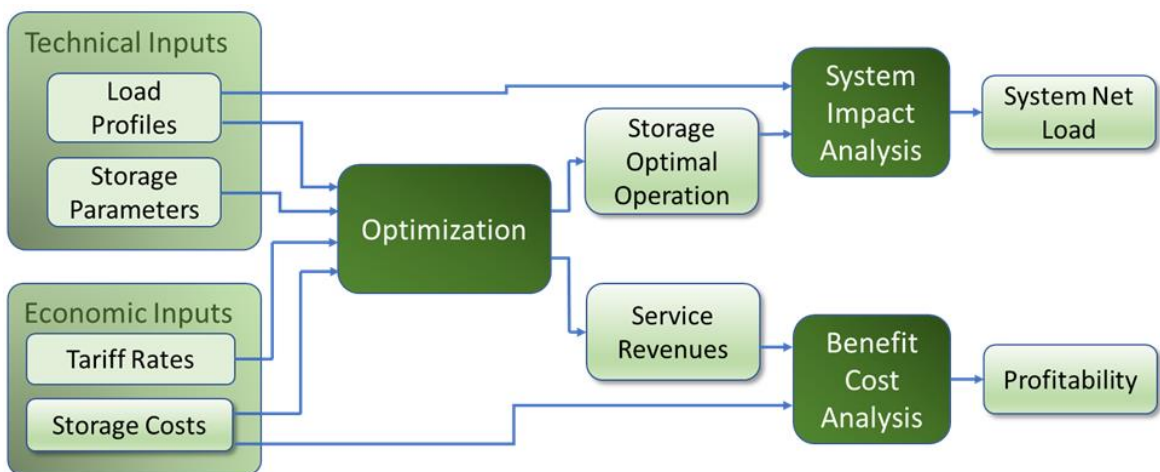 Technical Inputs
Load
Profiles
Storage
Parameters
Economic Inputs
Tariff Rates
Storage Costs
Optimization
Storage
Optimal
Operation
Service
Revenues
System
Impact
Analysis
Benefit
Cost
Analysis
System Net
Load
Profitability